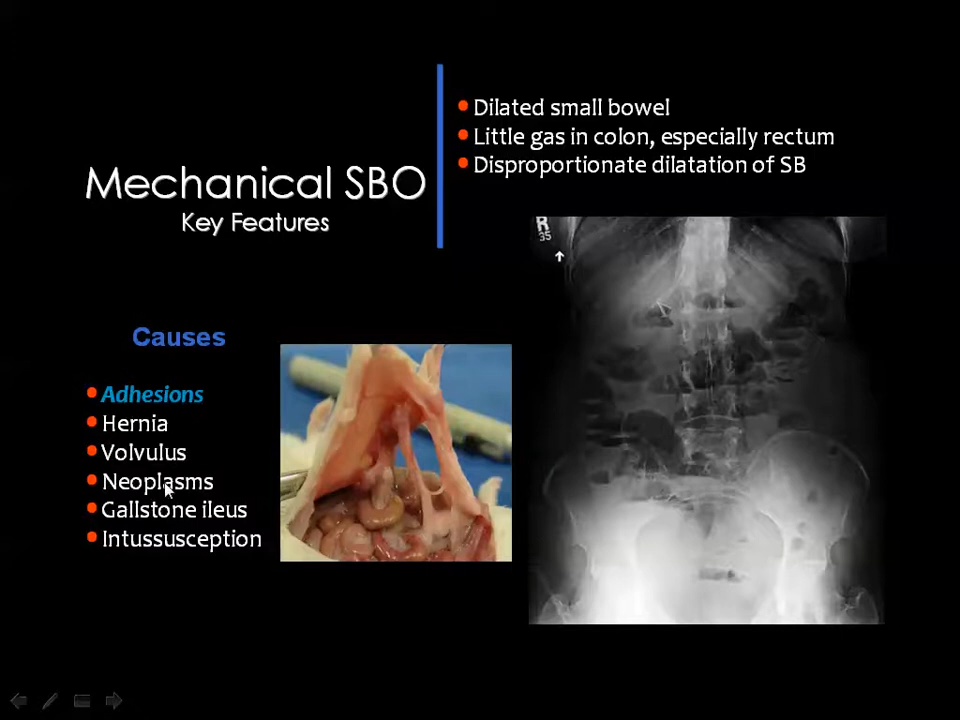 Mechanical SBO
Key Features
Dilated small bowel
Little gas in colon, especially rectum
Disproportionate dilatation of SB
R
35
Causes
Adhesions
Hernia
Volvulus
Neoplasms
Gallstone ileus
Intussusception